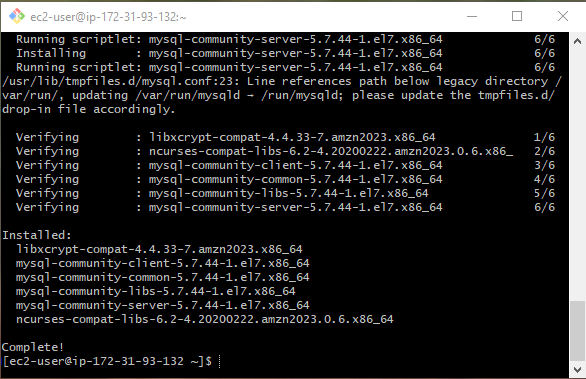 ec2-user@ip-172-31-93-132:~
Running scriptlet: mysql-community-server-5.7.44-1.el7.x86_64 6/6
Installing : mysql-community-server-5.7.44-1.el7.x86_64 6/6
Running scriptlet: mysql-community-server-5.7.44-1.el7.x86_64 6/6
/usr/lib/tmpfiles.d/mysql.conf:23: Line references path below legacy directory /
var/run/, updating /var/run/mysqld → /run/mysqld; please update the tmpfiles.d/
drop-in file accordingly.
Verifying : libxcrypt-compat-4.4.33-7.amzn2023.x86_64 1/6
Verifying : ncurses-compat-libs-6.2-4.20200222.amzn2023.0.6.x86_ 2/6
Verifying : mysql-community-client-5.7.44-1.el7.x86_64 3/6
Verifying : mysql-community-common-5.7.44-1.el7.x86_64 4/6
Verifying : mysql-community-libs-5.7.44-1.el7.x86_64 5/6
Verifying : mysql-community-server-5.7.44-1.el7.x86_64 6/6
Installed:
libxcrypt-compat-4.4.33-7.amzn2023.x86_64
mysql-community-client-5.7.44-1.el7.x86_64
mysql-community-common-5.7.44-1.el7.x86_64
mysql-community-libs-5.7.44-1.el7.x86_64
mysql-community-server-5.7.44-1.el7.x86_64
ncurses-compat-libs-6.2-4.20200222.amzn2023.0.6.x86_64
Complete!
[ec2-user@ip-172-31-93-132 ~]$